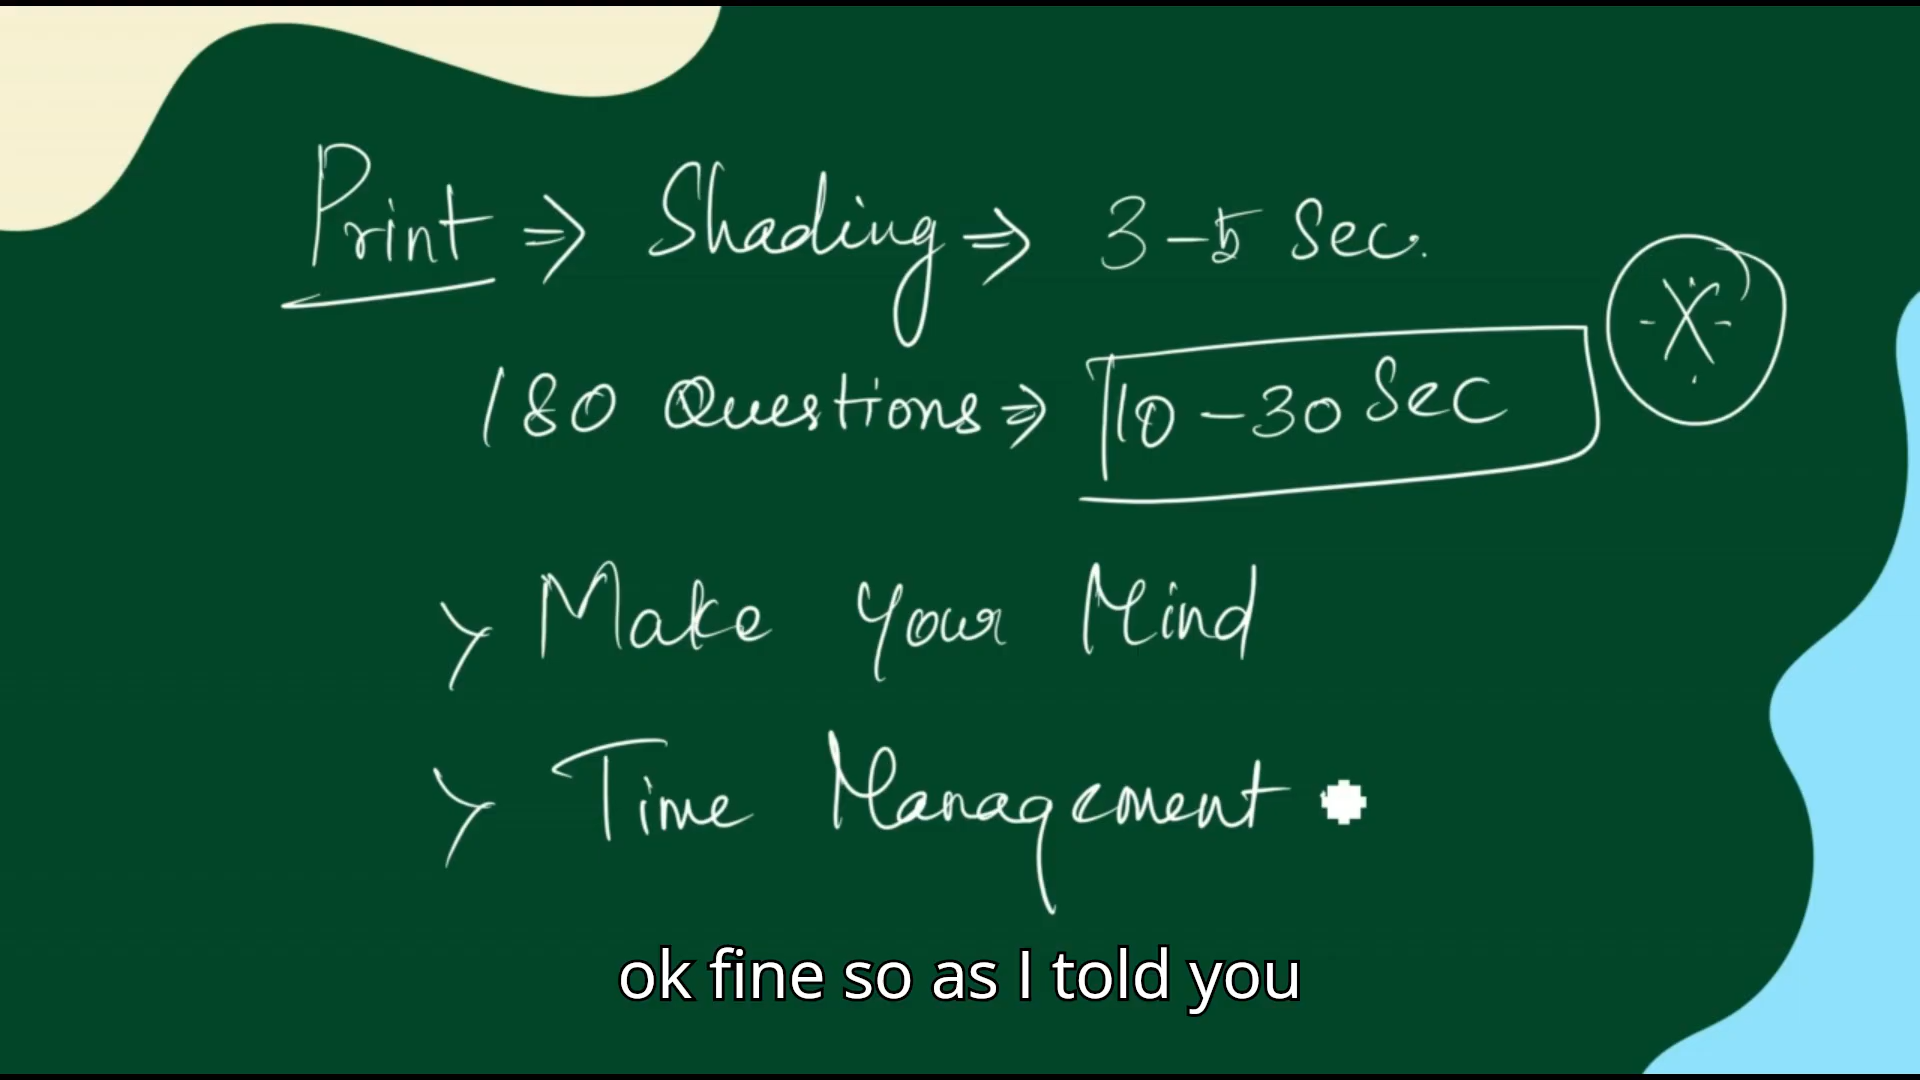 Print ⇒ Shading ⇒ 3-5 Sec.
180 Questions ⇒ 10-30 Sec
X
> Make Your Mind
> Time Management
ok fine so as I told you